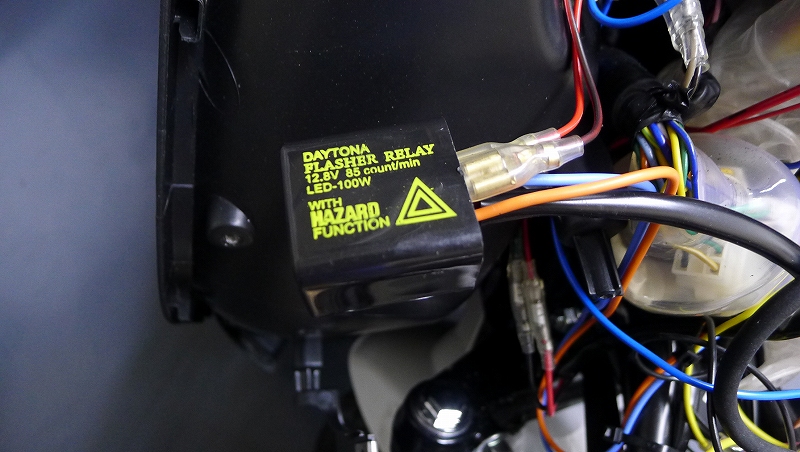 DAYTONA
FLASHER RELAY
12.8V 85 count/min
LED-100W
WITH
HAZARD
FUNCTION